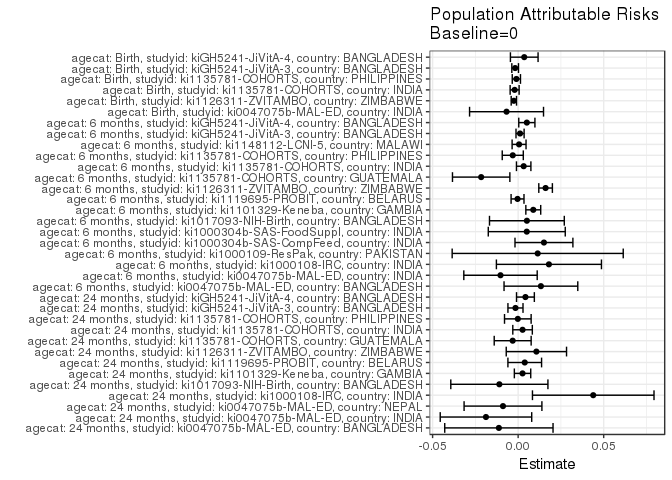 Population Attributable Risks
Baseline=0
agecat: Birth, studyid: kiGH5241-JiVitA-4, country: BANGLADESH
agecat: Birth, studyid: kiGH5241-JiVitA-3, country: BANGLADESH
agecat: Birth, studyid: ki1135781-COHORTS, country: PHILIPPINES
agecat: Birth, studyid: ki1135781-COHORTS, country: INDIA
agecat: Birth, studyid: ki1126311-ZVITAMBO, country: ZIMBABWE
agecat: Birth, studyid: ki0047075b-MAL-ED, country: INDIA
agecat: 6 months, studyid: kiGH5241-JiVitA-4, country: BANGLADESH
agecat: 6 months, studyid: kiGH5241-JiVitA-3, country: BANGLADESH
agecat: 6 months, studyid: ki1148112-LCNI-5, country: MALAWI
agecat: 6 months, studyid: ki1135781-COHORTS, country: PHILIPPINES
agecat: 6 months, studyid: ki1135781-COHORTS, country: INDIA
agecat: 6 months, studyid: ki1135781-COHORTS, country: GUATEMALA
agecat: 6 months, studyid: ki1126311-ZVITAMBO, country: ZIMBABWE
agecat: 6 months, studyid: ki1119695-PROBIT, country: BELARUS
agecat: 6 months, studyid: ki1101329-Keneba, country: GAMBIA
agecat: 6 months, studyid: ki1017093-NIH-Birth, country: BANGLADESH
agecat: 6 months, studyid: ki1000304b-SAS-FoodSuppl, country: INDIA
agecat: 6 months, studyid: ki1000304b-SAS-CompFeed, country: INDIA
agecat: 6 months, studyid: ki1000109-ResPak, country: PAKISTAN
agecat: 6 months, studyid: ki1000108-IRC, country: INDIA
agecat: 6 months, studyid: ki0047075b-MAL-ED, country: INDIA
agecat: 6 months, studyid: ki0047075b-MAL-ED, country: BANGLADESH
agecat: 24 months, studyid: kiGH5241-JiVitA-4, country: BANGLADESH
agecat: 24 months, studyid: kiGH5241-JiVitA-3, country: BANGLADESH
agecat: 24 months, studyid: ki1135781-COHORTS, country: PHILIPPINES
agecat: 24 months, studyid: ki1135781-COHORTS, country: INDIA
agecat: 24 months, studyid: ki1135781-COHORTS, country: GUATEMALA
agecat: 24 months, studyid: ki1126311-ZVITAMBO, country: ZIMBABWE
agecat: 24 months, studyid: ki1119695-PROBIT, country: BELARUS
agecat: 24 months, studyid: ki1101329-Keneba, country: GAMBIA
agecat: 24 months, studyid: ki1017093-NIH-Birth, country: BANGLADESH
agecat: 24 months, studyid: ki1000108-IRC, country: INDIA
agecat: 24 months, studyid: ki0047075b-MAL-ED, country: NEPAL
agecat: 24 months, studyid: ki0047075b-MAL-ED, country: INDIA
agecat: 24 months, studyid: ki0047075b-MAL-ED, country: BANGLADESH
-0.05 0.00 0.05
Estimate